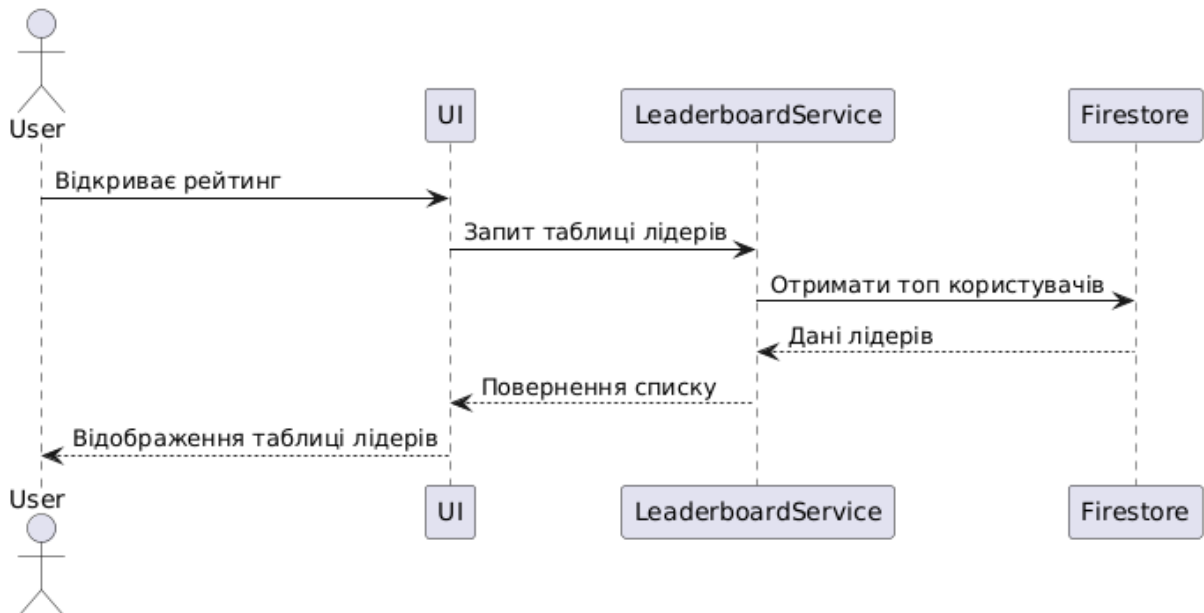 User
UI
LeaderboardService
Firestore
Відкриває рейтинг
Запит таблиці лідерів
Отримати топ користувачів
Дані лідерів
Повернення списку
Відображення таблиці лідерів
User
UI
LeaderboardService
Firestore